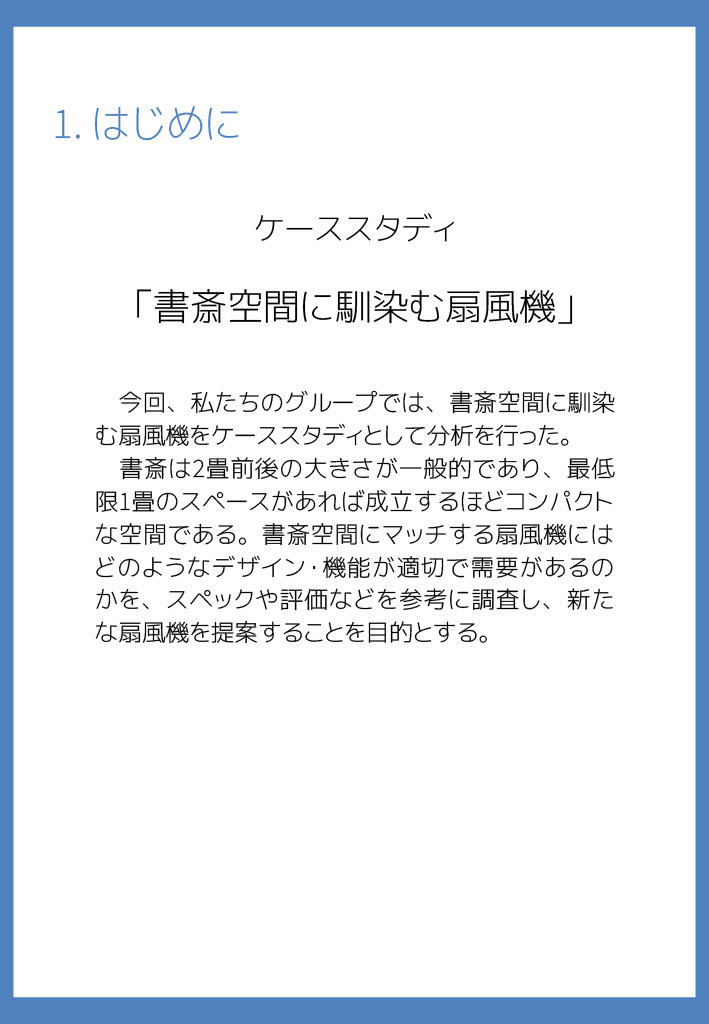 1. はじめに
ケーススタディ
「書斎空間に馴染む扇風機」
　今回、私たちのグループでは、書斎空間に馴染
む扇風機をケーススタディとして分析を行った。
　書斎は2畳前後の大きさが一般的であり、最低
限1畳のスペースがあれば成立するほどコンパクト
な空間である。書斎空間にマッチする扇風機には
どのようなデザイン・機能が適切で需要があるの
かを、スペックや評価などを参考に調査し、新た
な扇風機を提案することを目的とする。